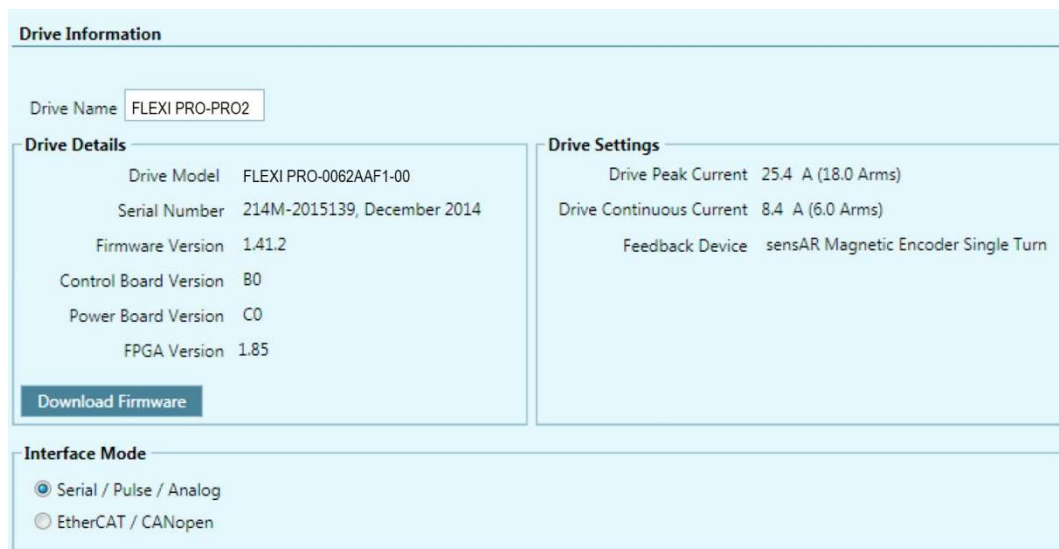 Drive Information
Drive Name FLEXI PRO-PRO2
Drive Details
Drive Model FLEXI PRO-0062AAF1-00
Serial Number 214M-2015139, December 2014
Firmware Version 1.41.2
Control Board Version B0
Power Board Version C0
FPGA Version 1.85
Download Firmware
Drive Settings
Drive Peak Current 25.4 A (18.0 Arms)
Drive Continuous Current 8.4 A (6.0 Arms)
Feedback Device sensAR Magnetic Encoder Single Turn
Interface Mode
Serial / Pulse / Analog
EtherCAT / CANopen